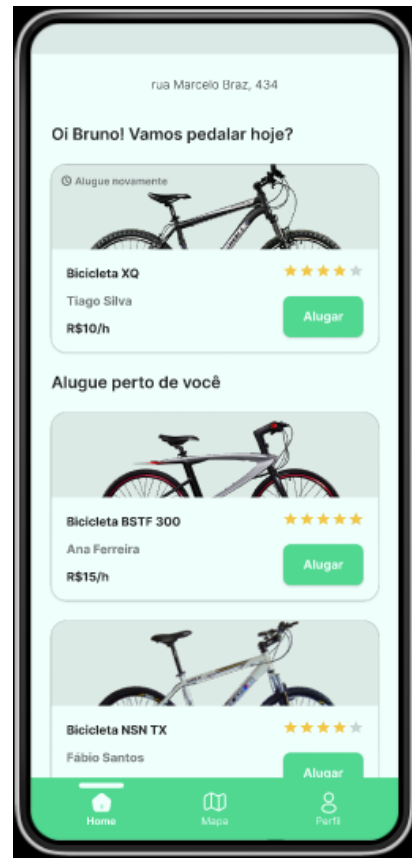 rua Marcelo Braz, 434
Oi Bruno! Vamos pedalar hoje?
Alugue novamente
Bicicleta XQ
Tiago Silva
R$10/h
Alugar
Alugue perto de você
Bicicleta BSTF 300
Ana Ferreira
R$15/h
Alugar
Bicicleta NSN TX
Fábio Santos
Alugar
Home
Mapa
Perfil